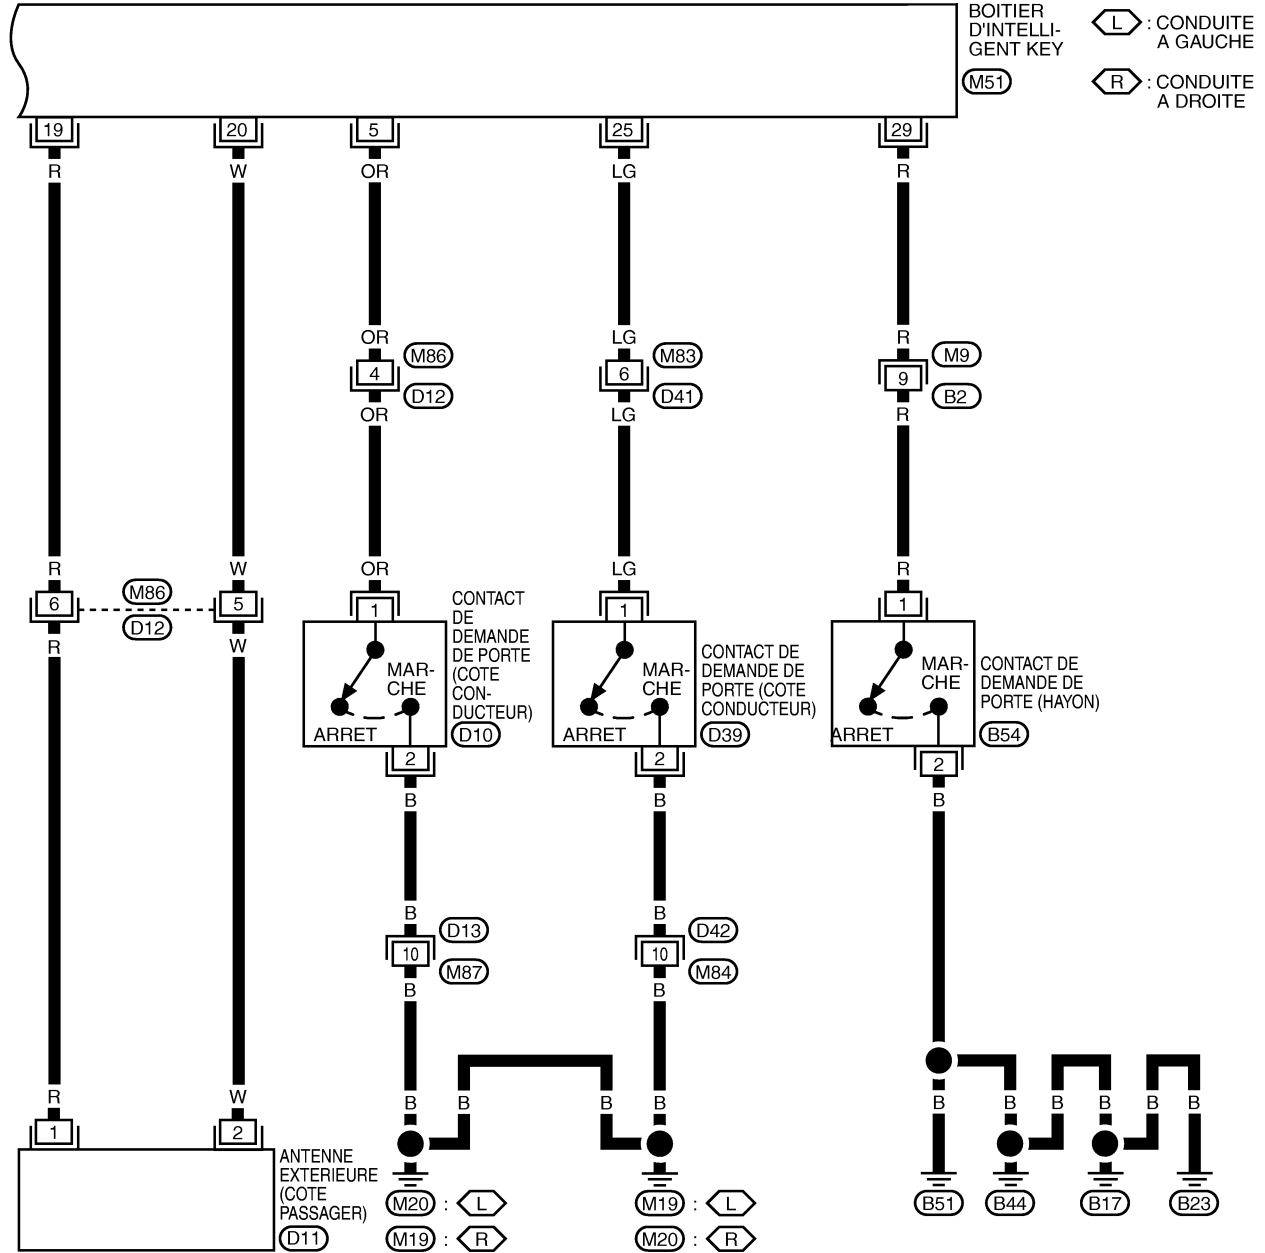 BOITIER
D'INTELLI-
GENT KEY
M51
L : CONDUITE
A GAUCHE
R : CONDUITE
A DROITE
19 20 5 25 29
R W OR LG R
OR LG R
M86 M83 M9
4 6 9
D12 D41 B2
OR LG R
R W OR LG R
6 M86 5
D12
R W
1 1 1
CONTACT
DE
DEMANDE
DE PORTE
(COTE
CON-
DUCTEUR)
D10
MAR-
CHE
ARRET
CONTACT DE
DEMANDE DE
PORTE (COTE
CONDUCTEUR)
D39
MAR-
CHE
ARRET
CONTACT DE
DEMANDE DE
PORTE (HAYON)
B54
MAR-
CHE
ARRET
2 2 2
B B B
B B
D13 D42
10 10
M87 M84
B B
R W B B B B B B B B B B
1 2
ANTENNE
EXTERIEURE
(COTE
PASSAGER)
D11
M20 : L
M19 : R
M19 : L
M20 : R
B51 B44 B17 B23